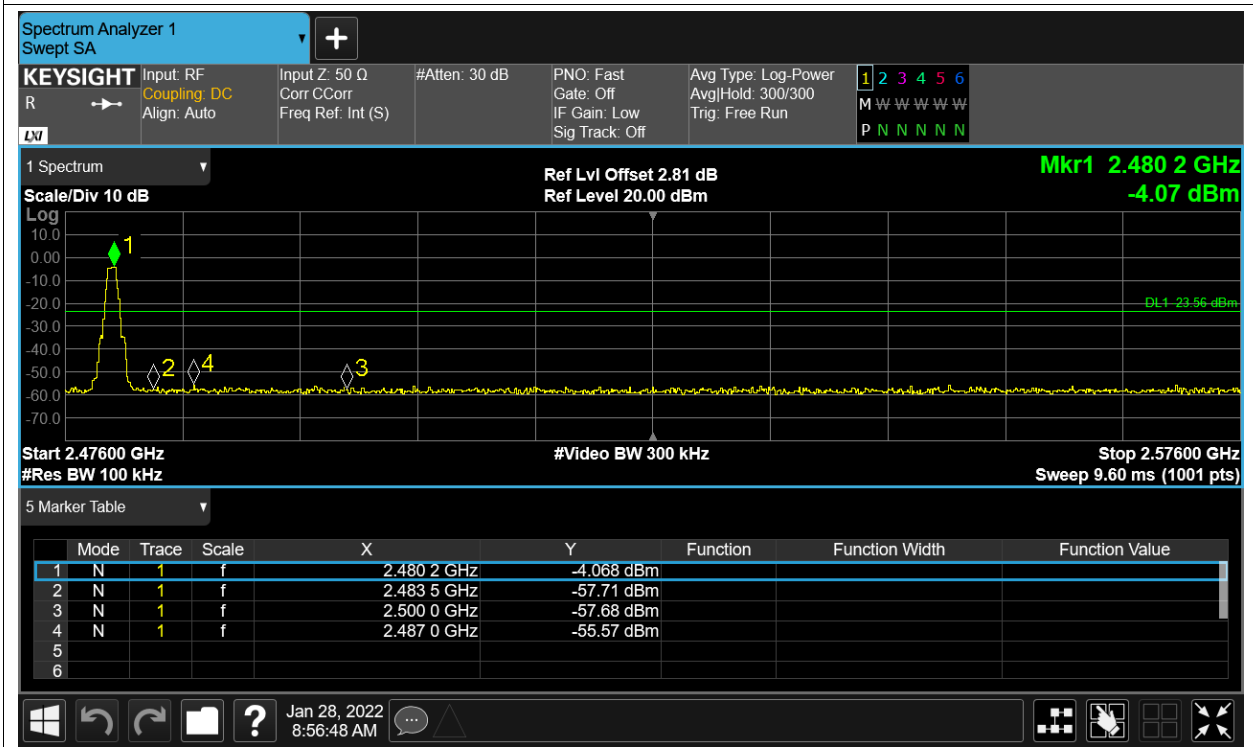 Spectrum Analyzer 1
Swept SA
KEYSIGHT
R
LXI
Input: RF
Coupling: DC
Align: Auto
Input Z: 50 Ω
Corr CCorr
Freq Ref: Int (S)
#Atten: 30 dB
PNO: Fast
Gate: Off
IF Gain: Low
Sig Track: Off
Avg Type: Log-Power
Avg|Hold: 300/300
Trig: Free Run
1 2 3 4 5 6
M W W W W W
P N N N N N
1 Spectrum
Scale/Div 10 dB
Ref Lvl Offset 2.81 dB
Ref Level 20.00 dBm
Mkr1 2.480 2 GHz
-4.07 dBm
Log
10.0
0.00
-10.0
-20.0
-30.0
-40.0
-50.0
-60.0
-70.0
1
2
4
3
DL1 -23.56 dBm
Start 2.47600 GHz
#Video BW 300 kHz
Stop 2.57600 GHz
#Res BW 100 kHz
Sweep 9.60 ms (1001 pts)
5 Marker Table
Mode Trace Scale X Y Function Function Width Function Value
1 N 1 f 2.480 2 GHz -4.068 dBm
2 N 1 f 2.483 5 GHz -57.71 dBm
3 N 1 f 2.500 0 GHz -57.68 dBm
4 N 1 f 2.487 0 GHz -55.57 dBm
5
6
?
Jan 28, 2022
8:56:48 AM